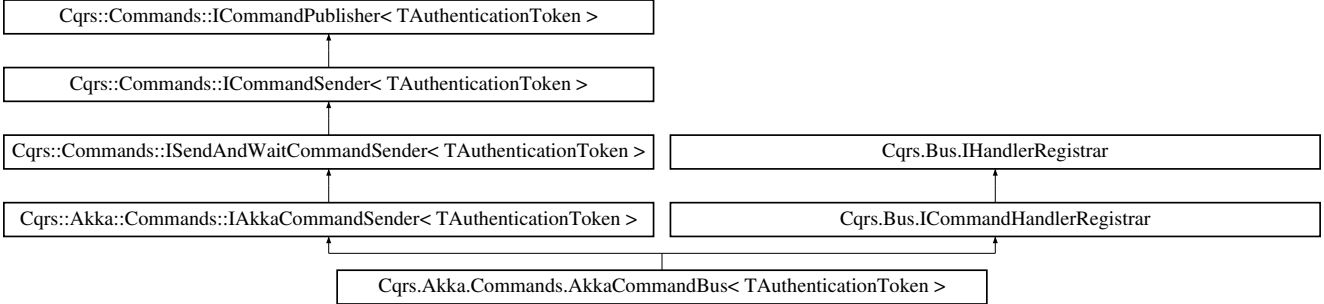 Cqrs::Commands::ICommandPublisher< TAuthenticationToken >
Cqrs::Commands::ICommandSender< TAuthenticationToken >
Cqrs::Commands::ISendAndWaitCommandSender< TAuthenticationToken >
Cqrs.Bus.IHandlerRegistrar
Cqrs::Akka::Commands::IAkkaCommandSender< TAuthenticationToken >
Cqrs.Bus.ICommandHandlerRegistrar
Cqrs.Akka.Commands.AkkaCommandBus< TAuthenticationToken >